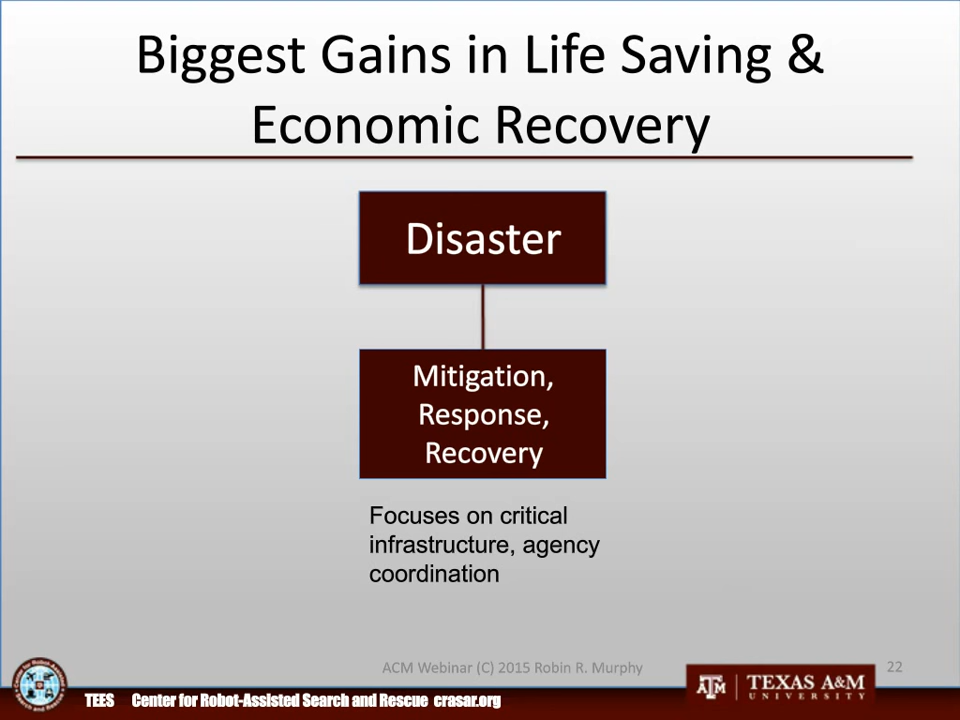 Biggest Gains in Life Saving &
Economic Recovery
Disaster
Mitigation,
Response,
Recovery
Focuses on critical
infrastructure, agency
coordination
ACM Webinar (C) 2015 Robin R. Murphy
22
TEES Center for Robot-Assisted Search and Rescue crasar.org
ATM TEXAS A&M
UNIVERSITY